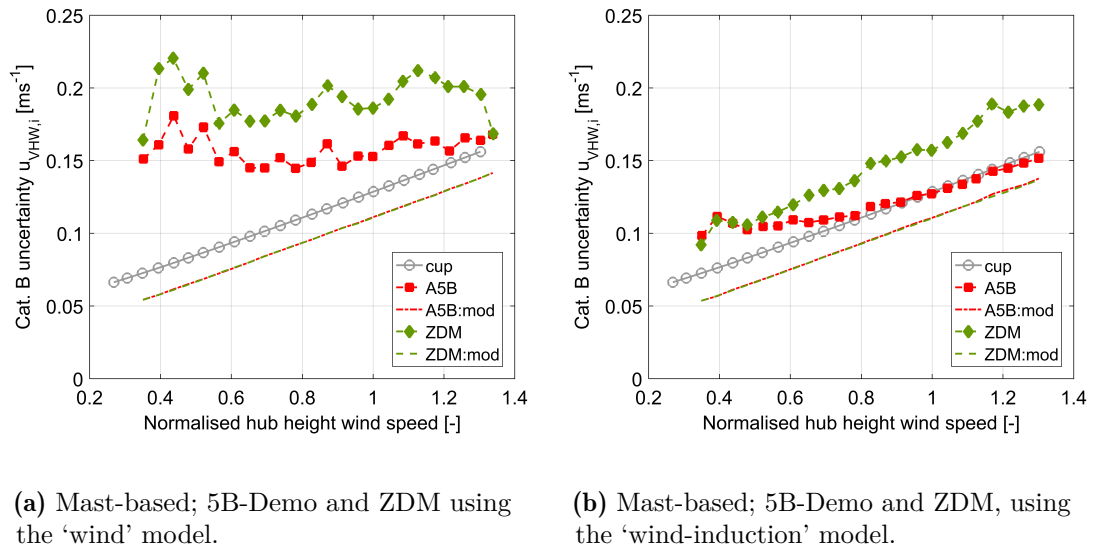 0.25
0.2
0.15
0.1
0.05
0
Cat. B uncertainty u_VHW,i [ms^-1]
cup
A5B
A5B:mod
ZDM
ZDM:mod
0.2 0.4 0.6 0.8 1.0 1.2 1.4
Normalised hub height wind speed [-]
(a) Mast-based; 5B-Demo and ZDM using
the ‘wind’ model.
0.25
0.2
0.15
0.1
0.05
0
Cat. B uncertainty u_VHW,i [ms^-1]
cup
A5B
A5B:mod
ZDM
ZDM:mod
0.2 0.4 0.6 0.8 1.0 1.2 1.4
Normalised hub height wind speed [-]
(b) Mast-based; 5B-Demo and ZDM, using
the ‘wind-induction’ model.